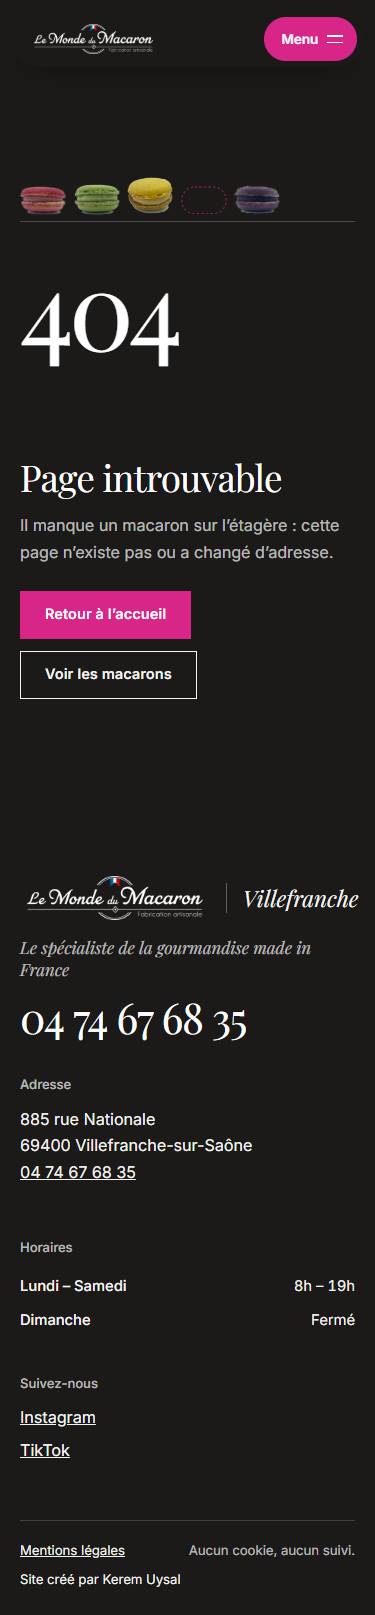 Le Monde du Macaron
Fabrication artisanale
Menu
404
Page introuvable
Il manque un macaron sur l’étagère : cette
page n’existe pas ou a changé d’adresse.
Retour à l’accueil
Voir les macarons
Le Monde du Macaron
Fabrication artisanale
Villefranche
Le spécialiste de la gourmandise made in
France
04 74 67 68 35
Adresse
885 rue Nationale
69400 Villefranche-sur-Saône
04 74 67 68 35
Horaires
Lundi – Samedi 8h – 19h
Dimanche Fermé
Suivez-nous
Instagram
TikTok
Mentions légales Aucun cookie, aucun suivi.
Site créé par Kerem Uysal